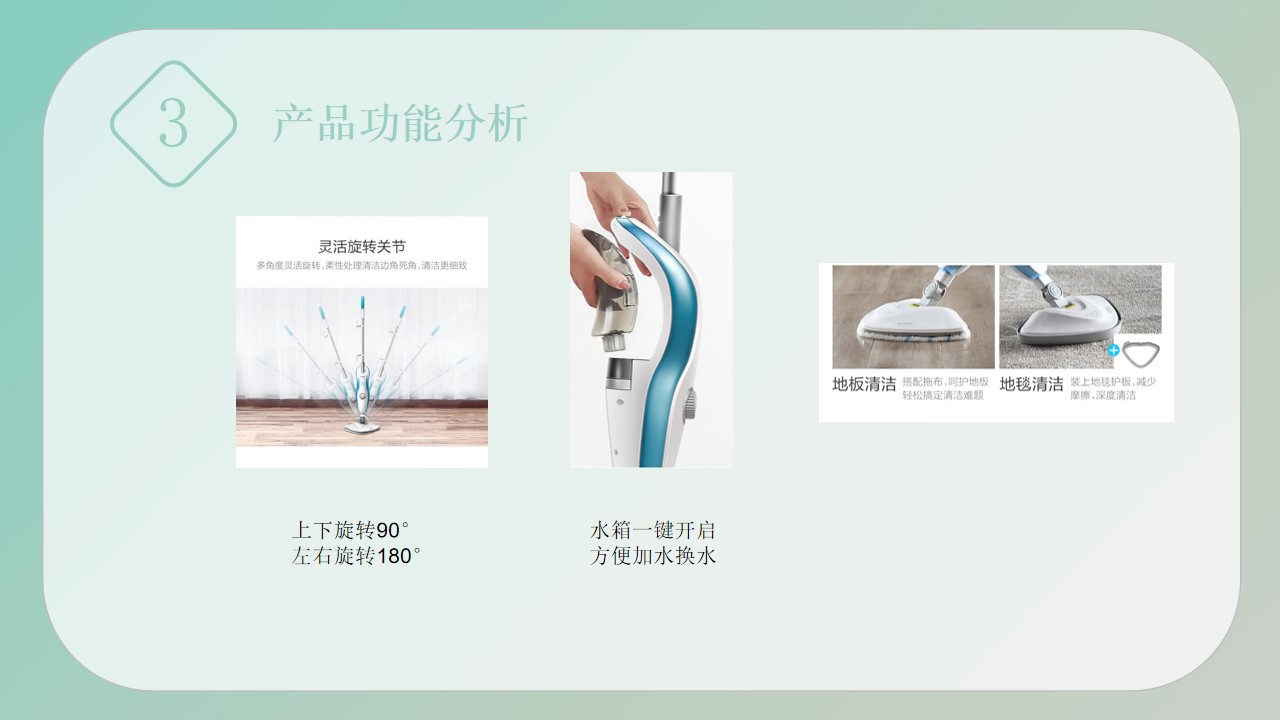 3
产品功能分析
灵活旋转关节
多角度灵活旋转,柔性处理清洁边角死角,清洁更细致
上下旋转90°
左右旋转180°
水箱一键开启
方便加水换水
地板清洁
搭配拖布,呵护地板
轻松搞定清洁难题
地毯清洁
装上地毯护板,减少
摩擦,深度清洁